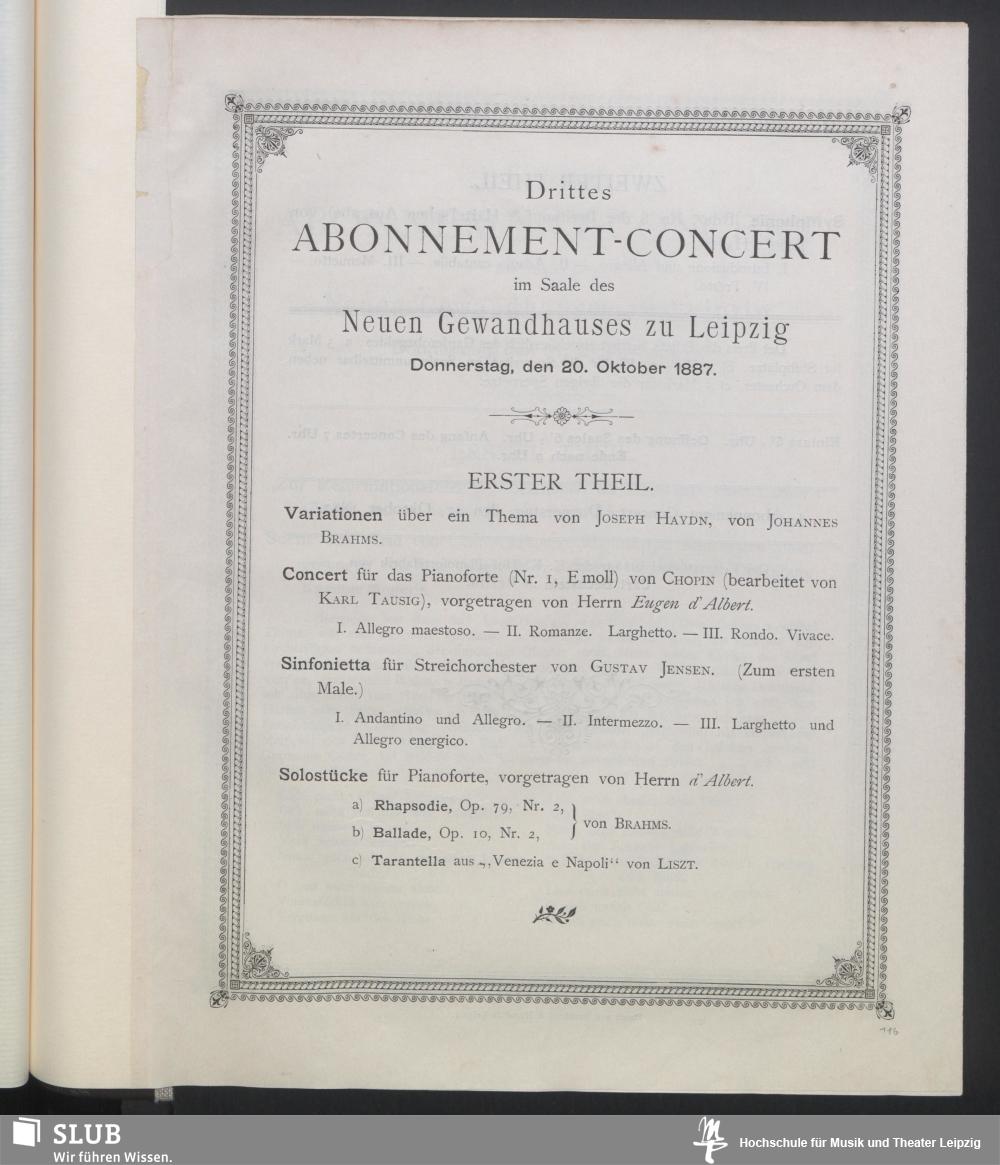 Drittes
ABONNEMENT-CONCERT
im Saale des
Neuen Gewandhauses zu Leipzig
Donnerstag, den 20. Oktober 1887.
ERSTER THEIL.
Variationen über ein Thema von JOSEPH HAYDN, von JOHANNES
BRAHMS.
Concert für das Pianoforte (Nr. 1, E moll) von CHOPIN (bearbeitet von
KARL TAUSIG), vorgetragen von Herrn Eugen d'Albert.
I. Allegro maestoso. — II. Romanze. Larghetto. — III. Rondo. Vivace.
Sinfonietta für Streichorchester von GUSTAV JENSEN. (Zum ersten
Male.)
I. Andantino und Allegro. — II. Intermezzo. — III. Larghetto und
Allegro energico.
Solostücke für Pianoforte, vorgetragen von Herrn d'Albert.
a) Rhapsodie, Op. 79, Nr. 2,
b) Ballade, Op. 10, Nr. 2,
} von BRAHMS.
c) Tarantella aus „Venezia e Napoli“ von LISZT.
116
SLUB
Wir führen Wissen.
Hochschule für Musik und Theater Leipzig